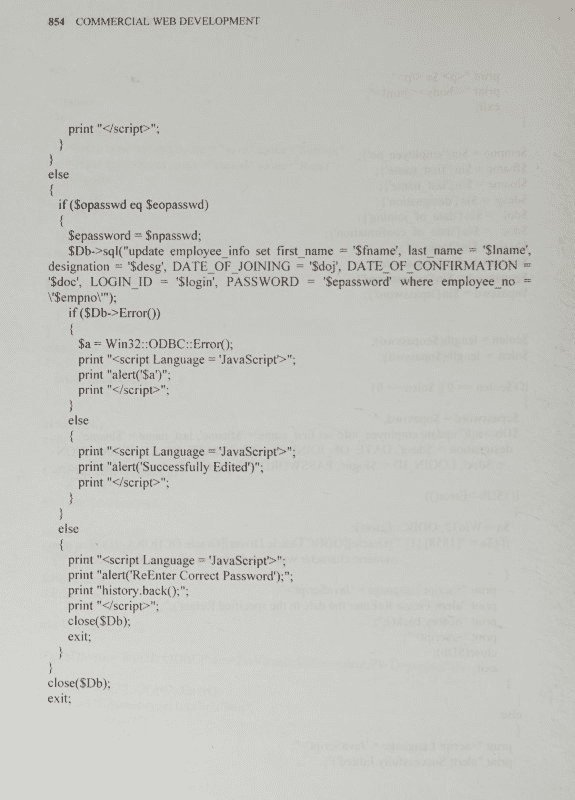 854 COMMERCIAL WEB DEVELOPMENT
print "</script>";
}
}
else
{
if ($opasswd eq $eopasswd)
{
$epassword = $npasswd;
$Db->sql("update employee_info set first_name = '$fname', last_name = '$lname',
designation = '$desg', DATE_OF_JOINING = '$doj', DATE_OF_CONFIRMATION =
'$doc', LOGIN_ID = '$login', PASSWORD = '$epassword' where employee_no =
\'$empno\'");
if ($Db->Error())
{
$a = Win32::ODBC::Error();
print "<script Language = 'JavaScript>";
print "alert('$a')";
print "</script>";
}
else
{
print "<script Language = 'JavaScript>";
print "alert('Successfully Edited')";
print "</script>";
}
}
else
{
print "<script Language = 'JavaScript'>";
print "alert('ReEnter Correct Password');";
print "history.back();";
print "</script>";
close($Db);
exit;
}
}
close($Db);
exit;